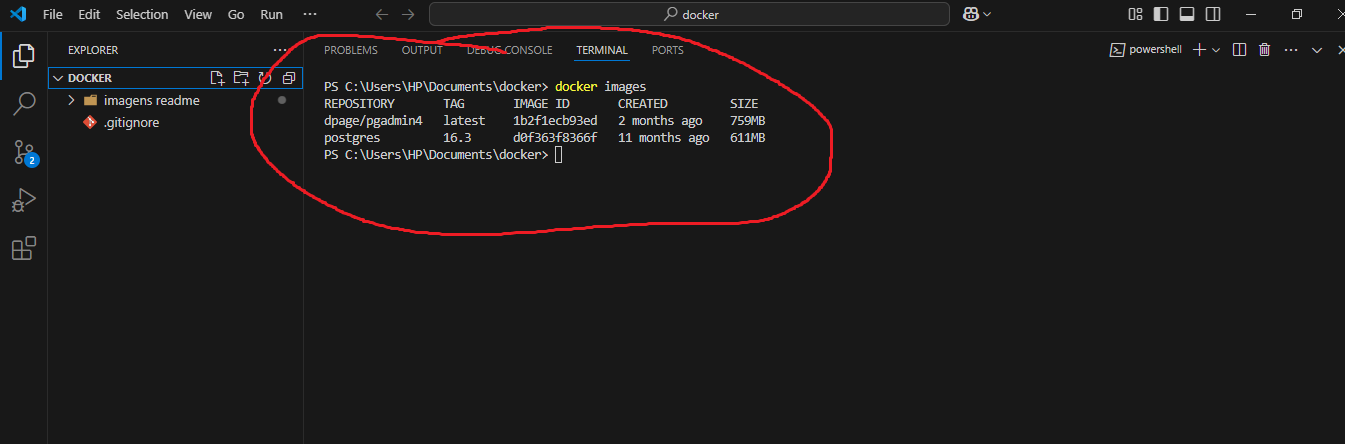 File Edit Selection View Go Run ··· docker
EXPLORER ···
DOCKER
imagens readme
.gitignore
2
PROBLEMS OUTPUT DEBUG CONSOLE TERMINAL PORTS powershell
PS C:\Users\HP\Documents\docker> docker images
REPOSITORY TAG IMAGE ID CREATED SIZE
dpage/pgadmin4 latest 1b2f1ecb93ed 2 months ago 759MB
postgres 16.3 d0f363f8366f 11 months ago 611MB
PS C:\Users\HP\Documents\docker>